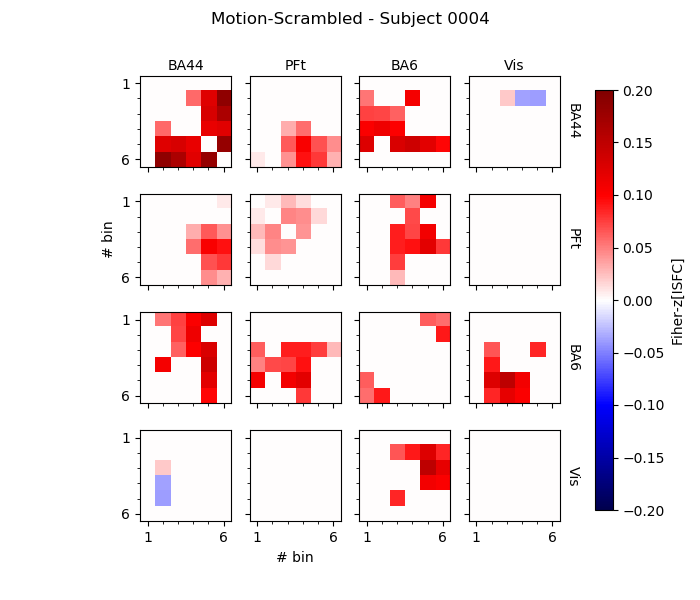 Motion-Scrambled - Subject 0004
BA44 PFt BA6 Vis
1
6
BA44
1
6
PFt
# bin
1
6
BA6
1
6
Vis
1 6 1 6 1 6 1 6
# bin
0.20
0.15
0.10
0.05
0.00
−0.05
−0.10
−0.15
−0.20
Fiher-z[ISFC]